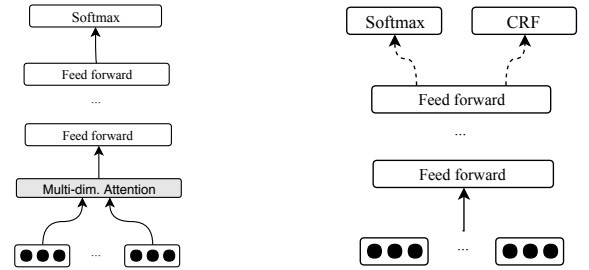 Softmax
Feed forward
...
Feed forward
Multi-dim. Attention
...
Softmax
CRF
Feed forward
...
Feed forward
...